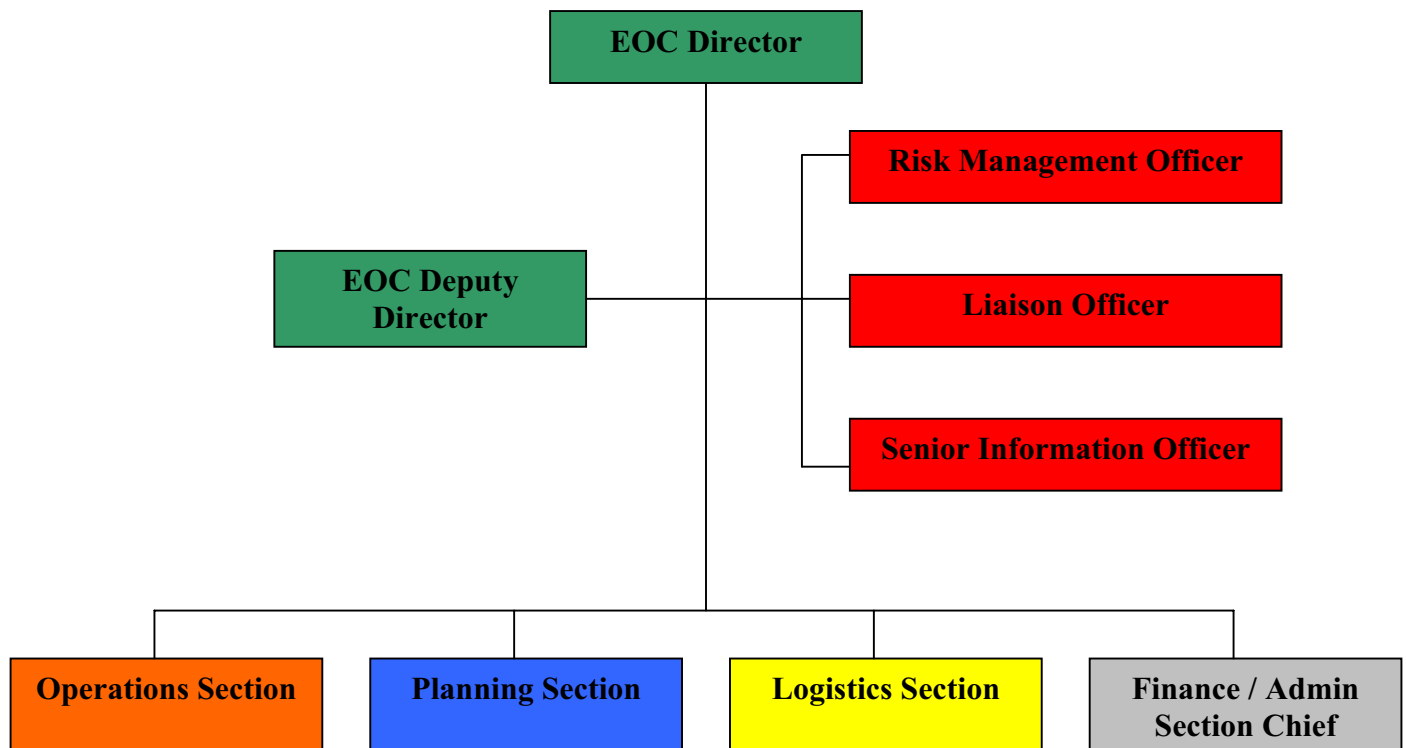 EOC Director
Risk Management Officer
EOC Deputy
Director
Liaison Officer
Senior Information Officer
Operations Section
Planning Section
Logistics Section
Finance / Admin
Section Chief